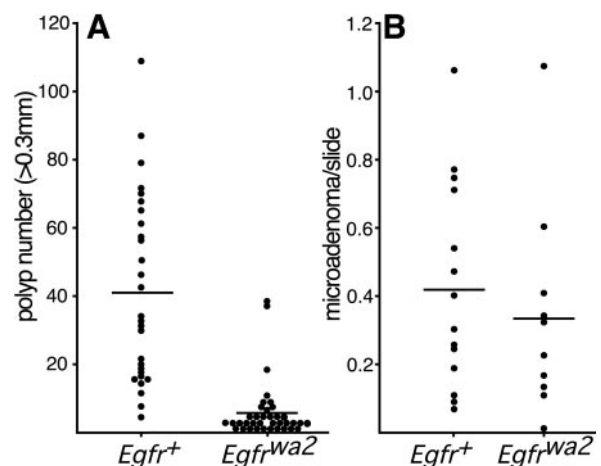 A
B
polyp number (>0.3mm)
120
100
80
60
40
20
Egfr+
Egfrwa2
microadenoma/slide
1.2
1.0
0.8
0.6
0.4
0.2
Egfr+
Egfrwa2